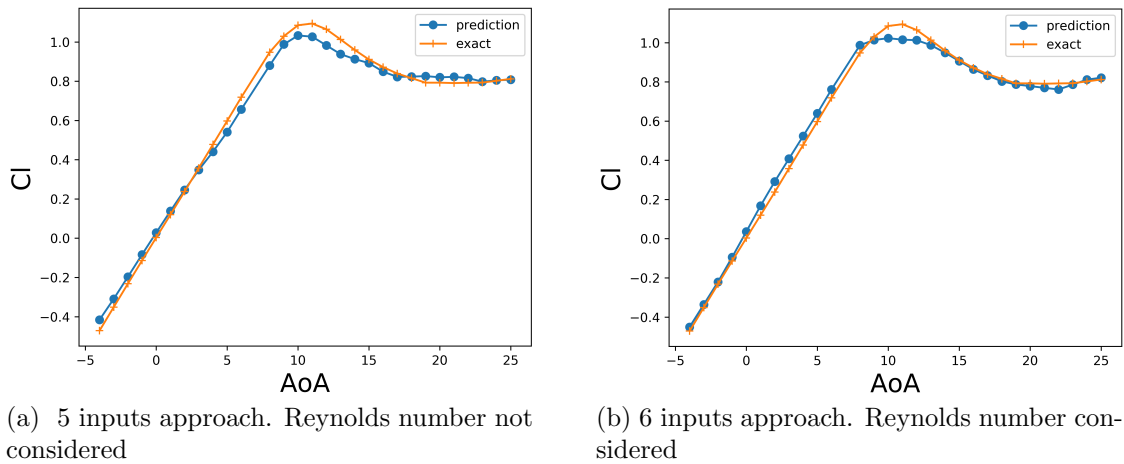 1.0
0.8
0.6
0.4
0.2
0.0
−0.2
−0.4
Cl
−5
0
5
10
15
20
25
AoA
prediction
exact
(a) 5 inputs approach. Reynolds number not
considered
1.0
0.8
0.6
0.4
0.2
0.0
−0.2
−0.4
Cl
−5
0
5
10
15
20
25
AoA
prediction
exact
(b) 6 inputs approach. Reynolds number con-
sidered